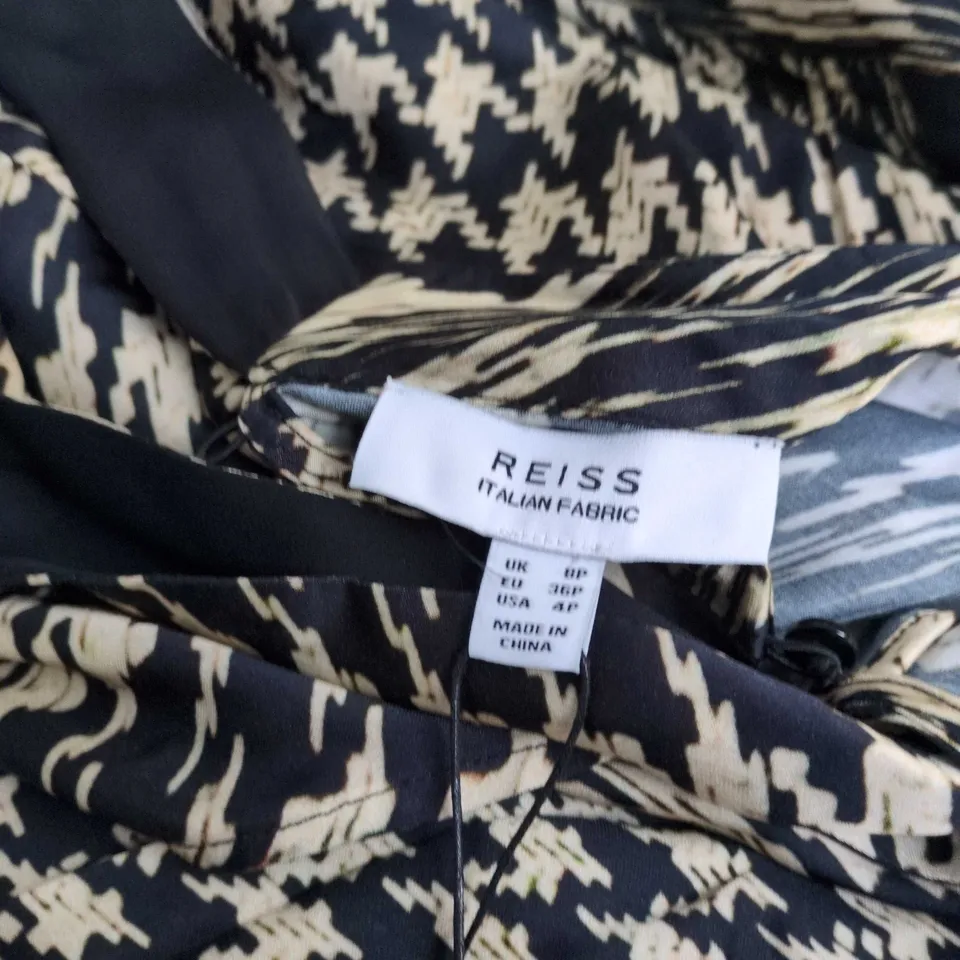 REISS
ITALIAN FABRIC
UK 8P
EU 36P
USA 4P
MADE IN
CHINA